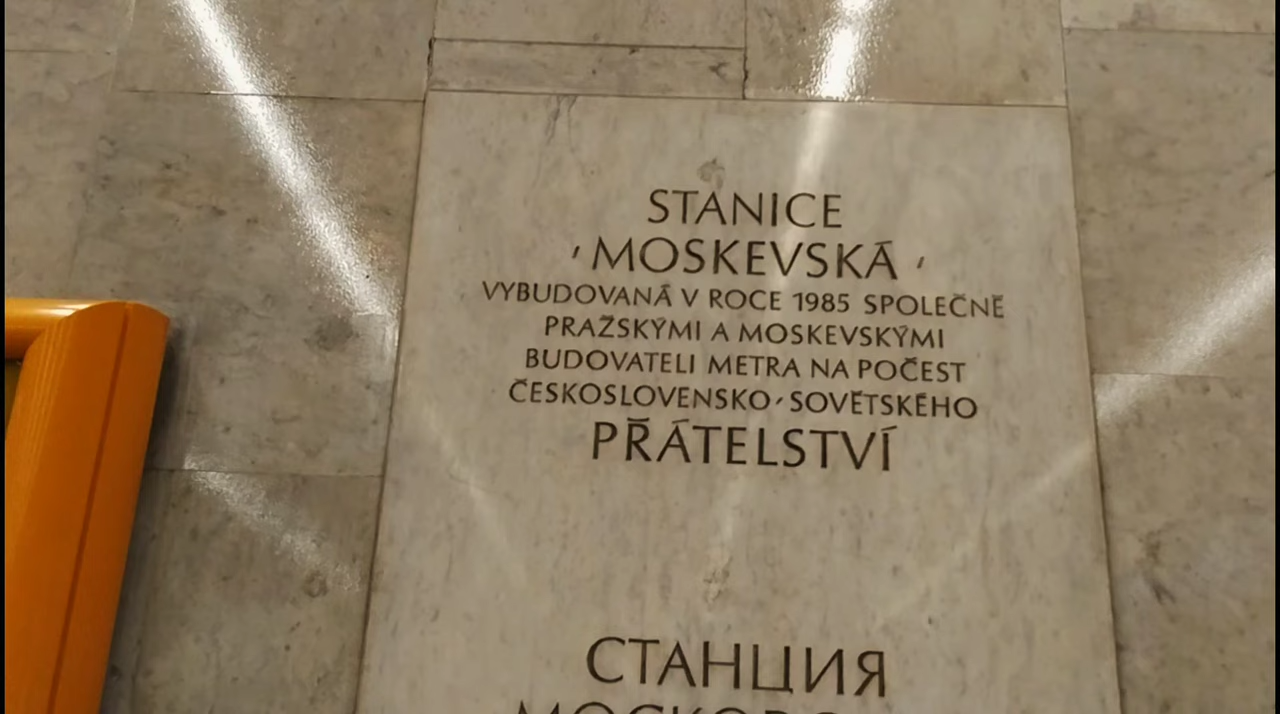 STANICE
'MOSKEVSKÁ'
VYBUDOVANÁ V ROCE 1985 SPOLEČNĚ
PRAŽSKÝMI A MOSKEVSKÝMI
BUDOVATELI METRA NA POČEST
ČESKOSLOVENSKO-SOVĚTSKÉHO
PŘÁTELSTVÍ
СТАНЦИЯ